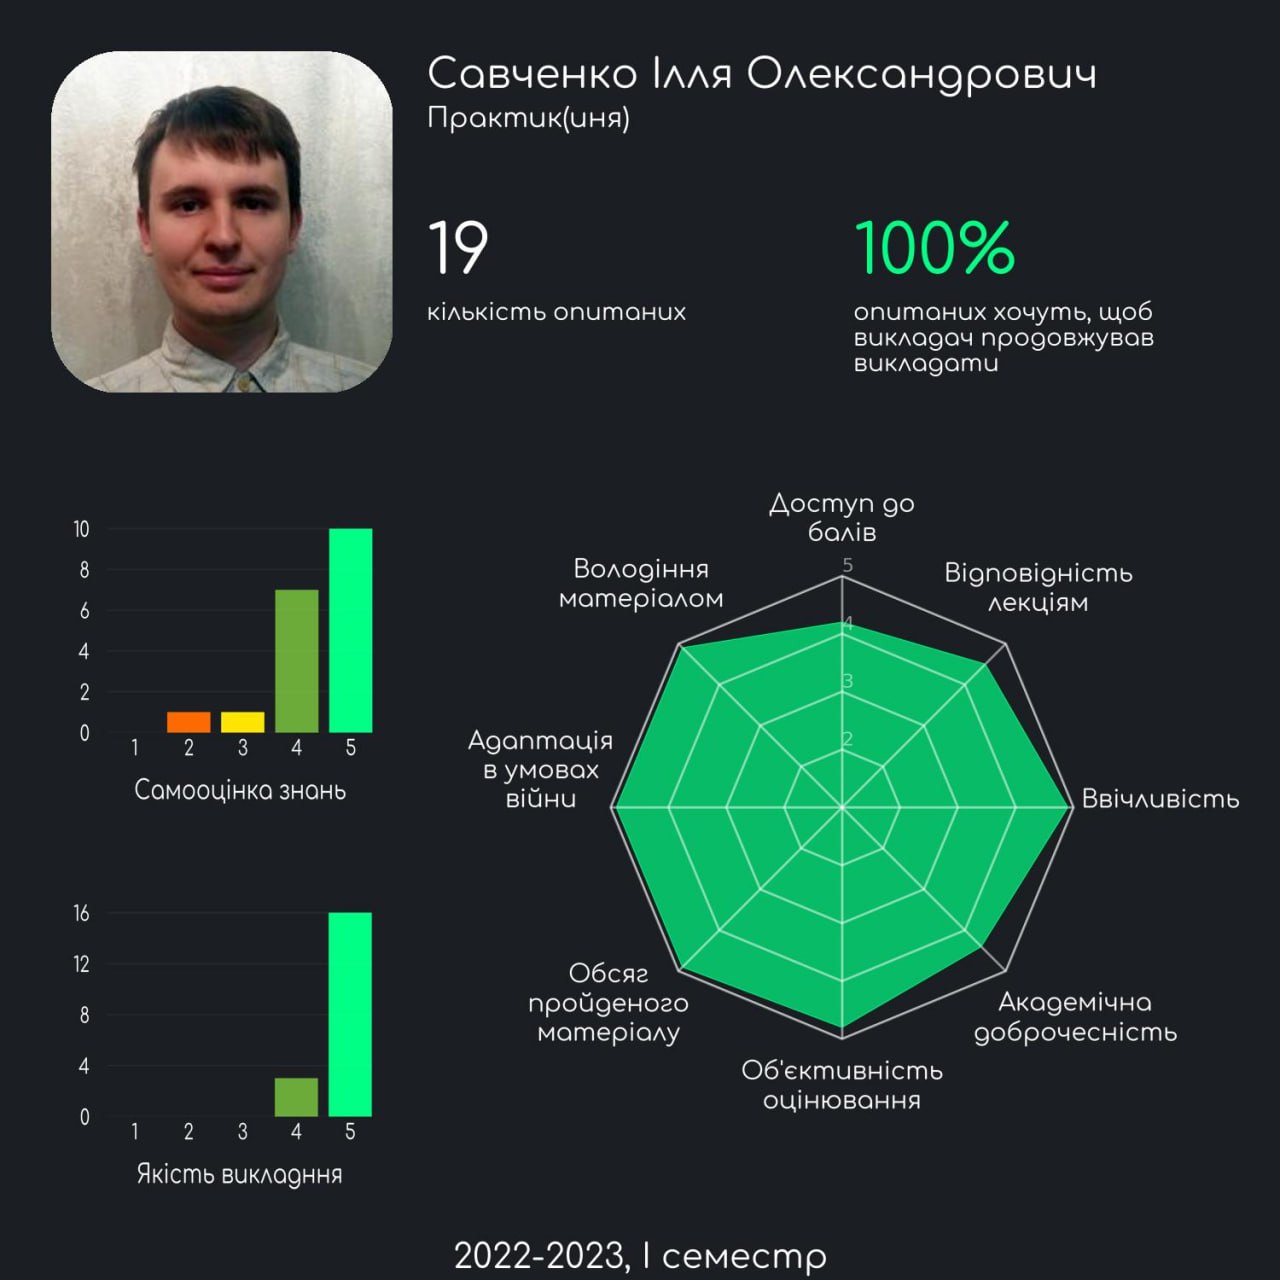 Савченко Ілля Олександрович
Практик(иня)
19
100%
кількість опитаних
опитаних хочуть, щоб
викладач продовжував
викладати
10
8
6
4
2
0
1 2 3 4 5
Самооцінка знань
16
12
8
4
0
1 2 3 4 5
Якість викладння
Доступ до
балів
Відповідність
лекціям
Ввічливість
Академічна
доброчесність
Об'єктивність
оцінювання
Обсяг
пройденого
матеріалу
Адаптація
в умовах
війни
Володіння
матеріалом
5
4
3
2
2022-2023, І семестр